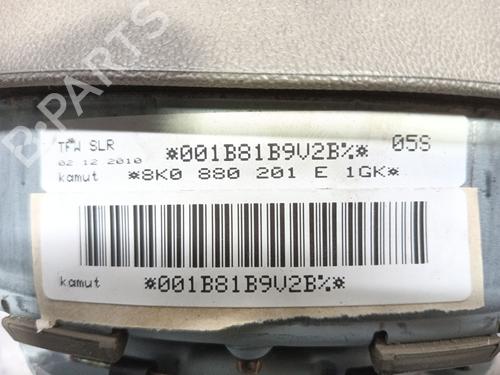 B-PARTS
TRW SLR *001B81B9V2B%* 05S
02 12 2010
kamut *8K0 880 201 E 1GK*
kamut *001B81B9V2B%*